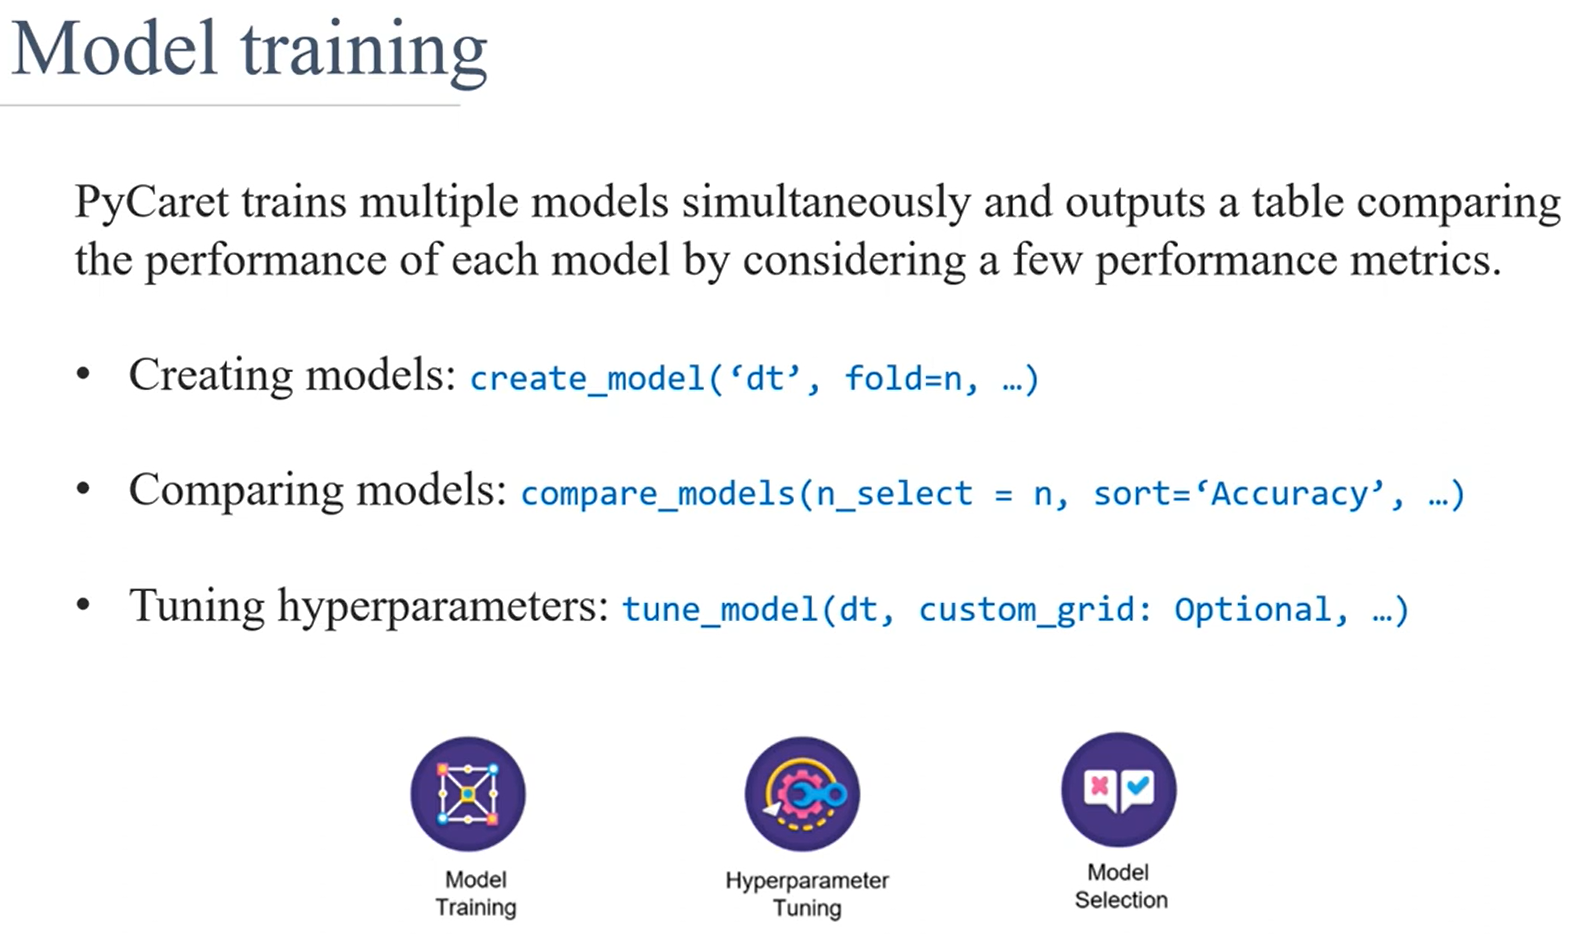 Model training
PyCaret trains multiple models simultaneously and outputs a table comparing
the performance of each model by considering a few performance metrics.
• Creating models: create_model(‘dt’, fold=n, …)
• Comparing models: compare_models(n_select = n, sort=‘Accuracy’, …)
• Tuning hyperparameters: tune_model(dt, custom_grid: Optional, …)
Model
Training
Hyperparameter
Tuning
Model
Selection